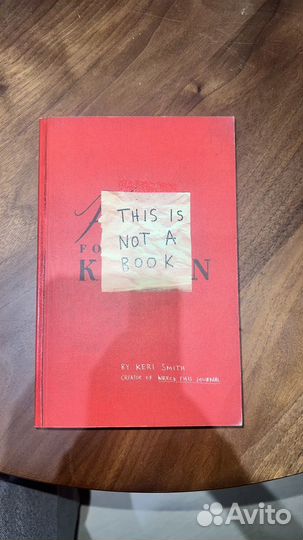 THIS IS
NOT A
BOOK
BY KERI SMITH
CREATOR OF WRECK THIS JOURNAL
Avito